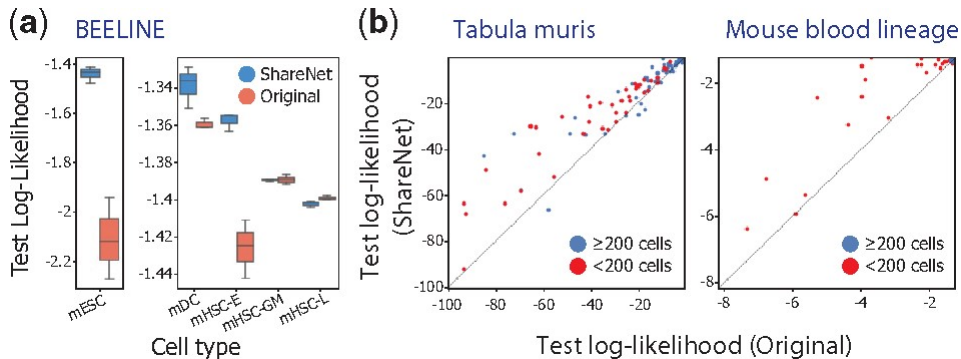 (a) BEELINE
Test Log-Likelihood
-1.4
-1.6
-1.8
-2
-2.2
mESC
-1.34
-1.36
-1.38
-1.4
-1.42
-1.44
ShareNet
Original
mDC
mHSC-E
mHSC-GM
mHSC-L
Cell type
(b) Tabula muris
Mouse blood lineage
Test log-likelihood
(ShareNet)
-20
-40
-60
-80
-100
≥200 cells
<200 cells
-100 -80 -60 -40 -20
-2
-4
-6
-8
≥200 cells
<200 cells
-8 -6 -4 -2
Test log-likelihood (Original)